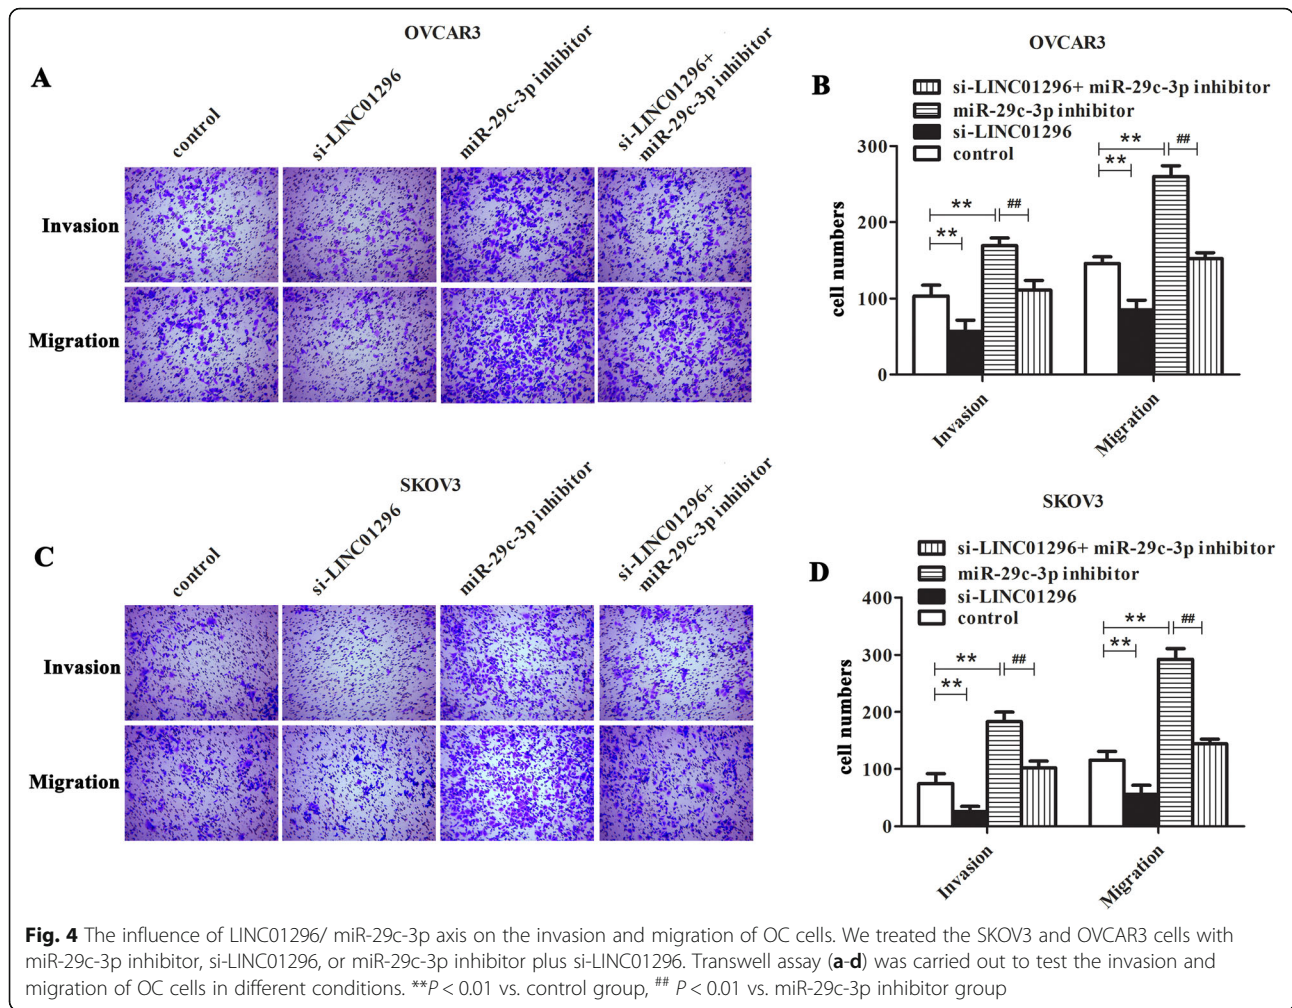 OVCAR3
A
control
si-LINC01296
miR-29c-3p inhibitor
si-LINC01296+
miR-29c-3p inhibitor
Invasion
Migration
OVCAR3
B
si-LINC01296+ miR-29c-3p inhibitor
miR-29c-3p inhibitor
si-LINC01296
control
cell numbers
300
200
100
0
** ##
**
** ##
**
Invasion
Migration
SKOV3
C
control
si-LINC01296
miR-29c-3p inhibitor
si-LINC01296+
miR-29c-3p inhibitor
Invasion
Migration
SKOV3
D
si-LINC01296+ miR-29c-3p inhibitor
miR-29c-3p inhibitor
si-LINC01296
control
cell numbers
400
300
200
100
0
** ##
**
** ##
**
Invasion
Migration
Fig. 4 The influence of LINC01296/ miR-29c-3p axis on the invasion and migration of OC cells. We treated the SKOV3 and OVCAR3 cells with
miR-29c-3p inhibitor, si-LINC01296, or miR-29c-3p inhibitor plus si-LINC01296. Transwell assay (a-d) was carried out to test the invasion and
migration of OC cells in different conditions. **P < 0.01 vs. control group, ## P < 0.01 vs. miR-29c-3p inhibitor group